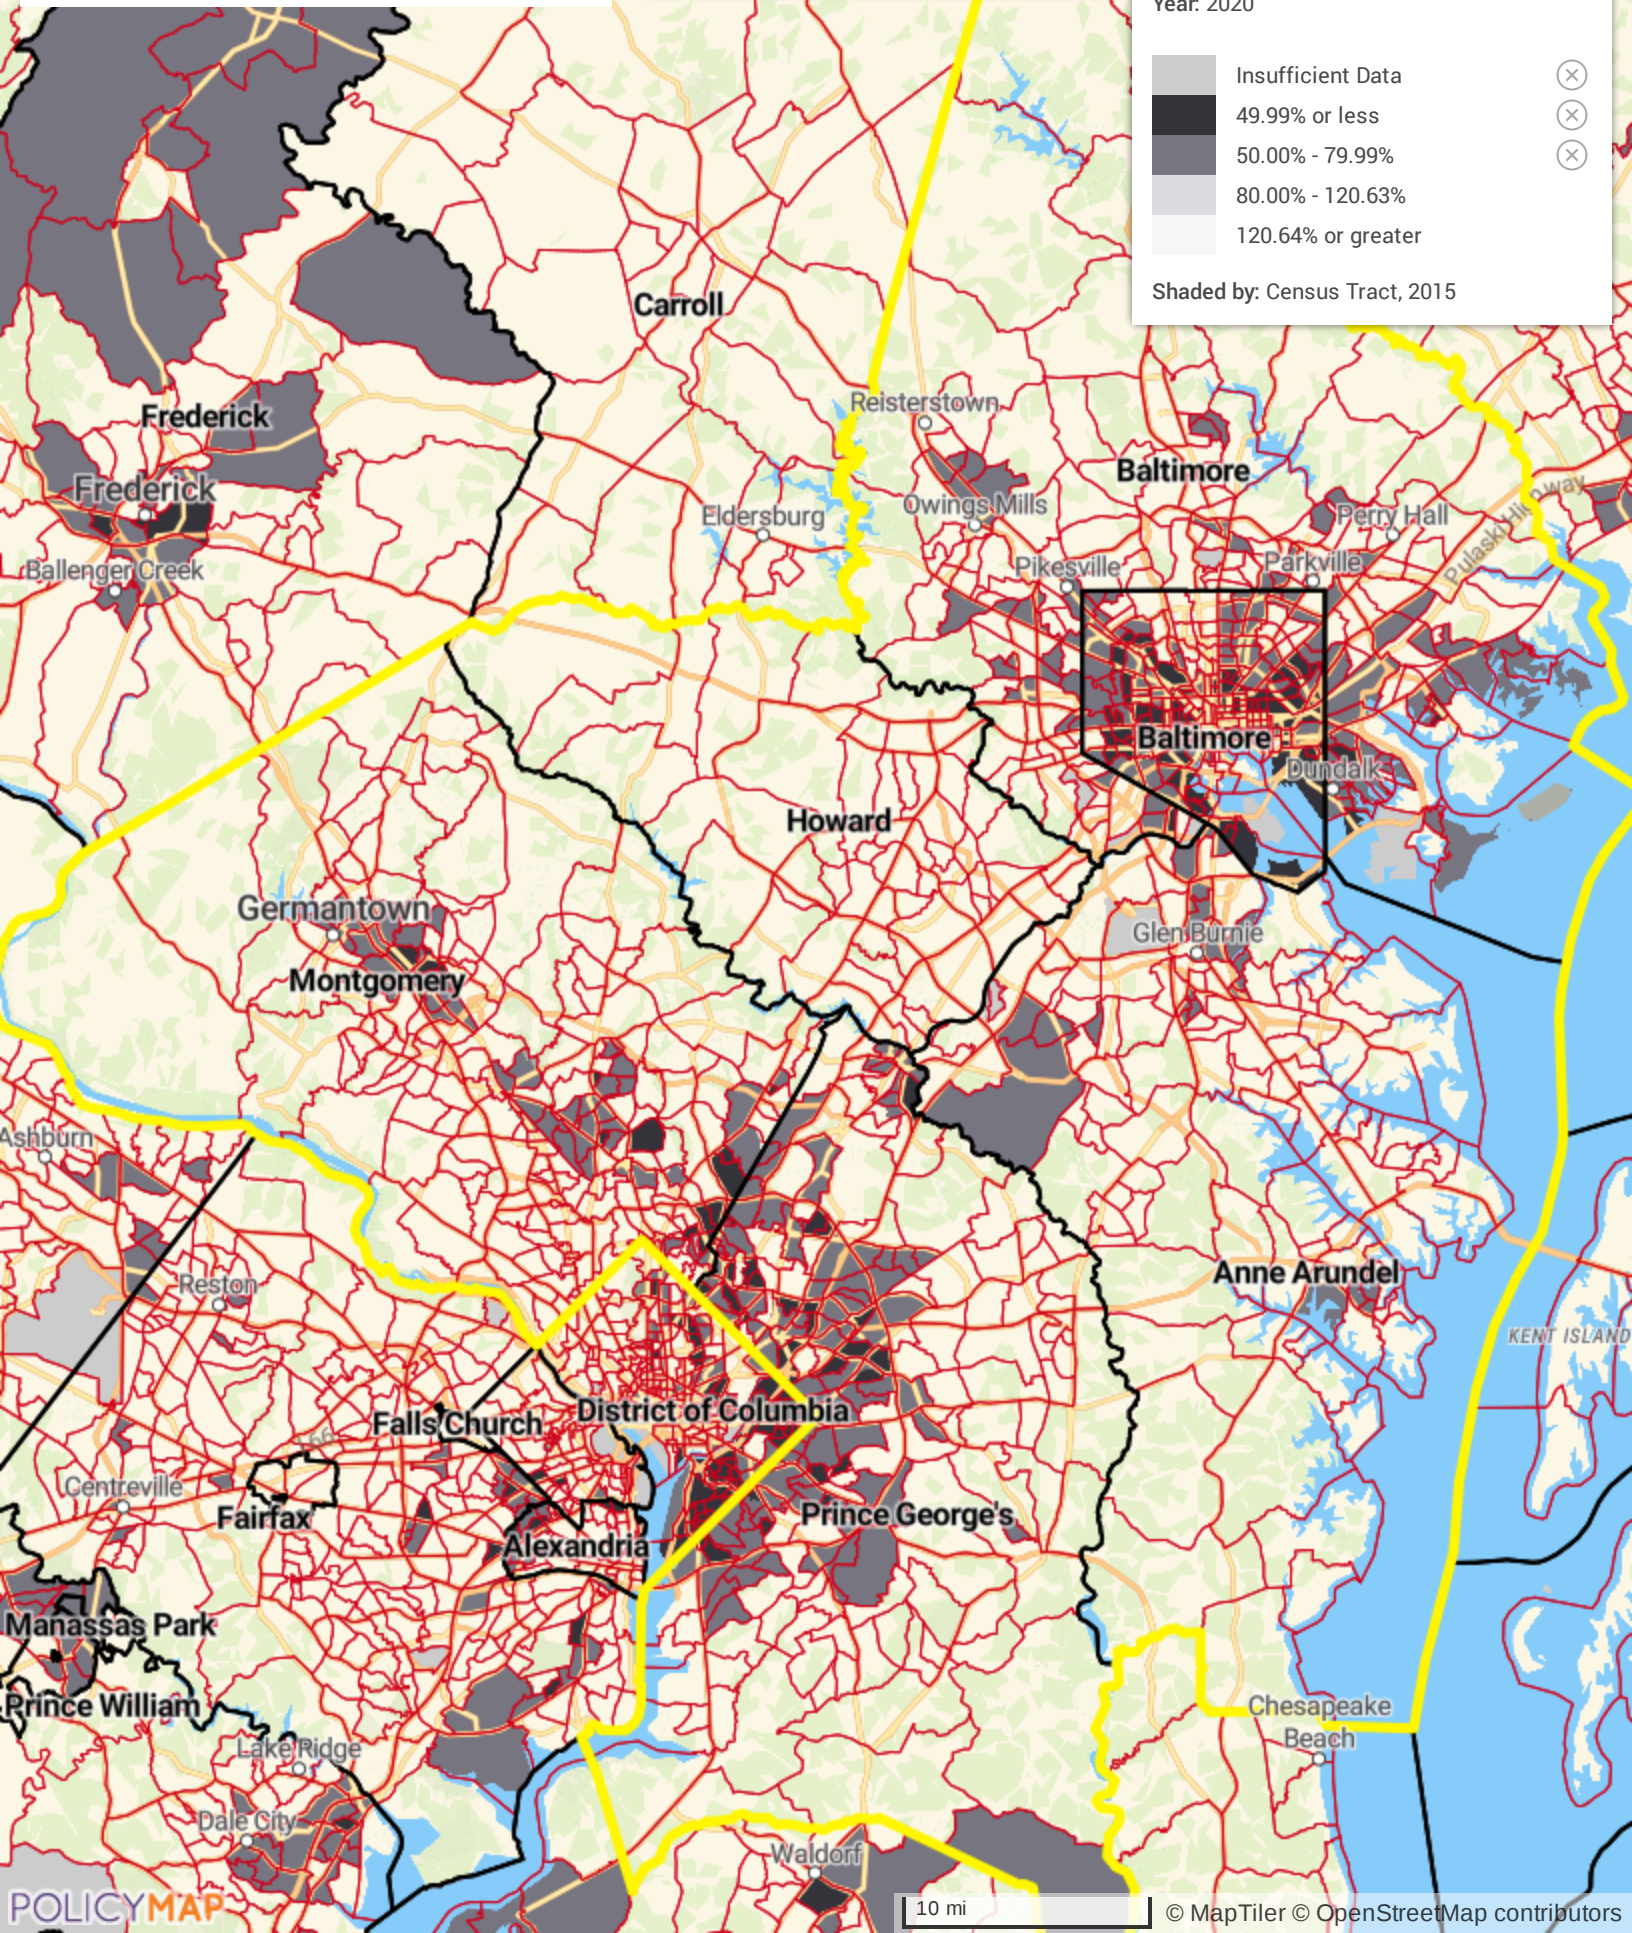 Year: 2020
Insufficient Data
49.99% or less
50.00% - 79.99%
80.00% - 120.63%
120.64% or greater
Shaded by: Census Tract, 2015
Carroll
Reisterstown
Frederick
Baltimore
Frederick
Owings Mills
Pulaski Highway
Eldersburg
Perry Hall
Ballenger Creek
Pikesville
Parkville
Baltimore
Dundalk
Howard
Germantown
Glen Burnie
Montgomery
Ashburn
Reston
Anne Arundel
KENT ISLAND
Falls Church
District of Columbia
I 66
Centreville
Fairfax
Prince George's
Alexandria
Manassas Park
Prince William
Chesapeake
Beach
Lake Ridge
Dale City
Waldorf
POLICYMAP
10 mi
© MapTiler © OpenStreetMap contributors